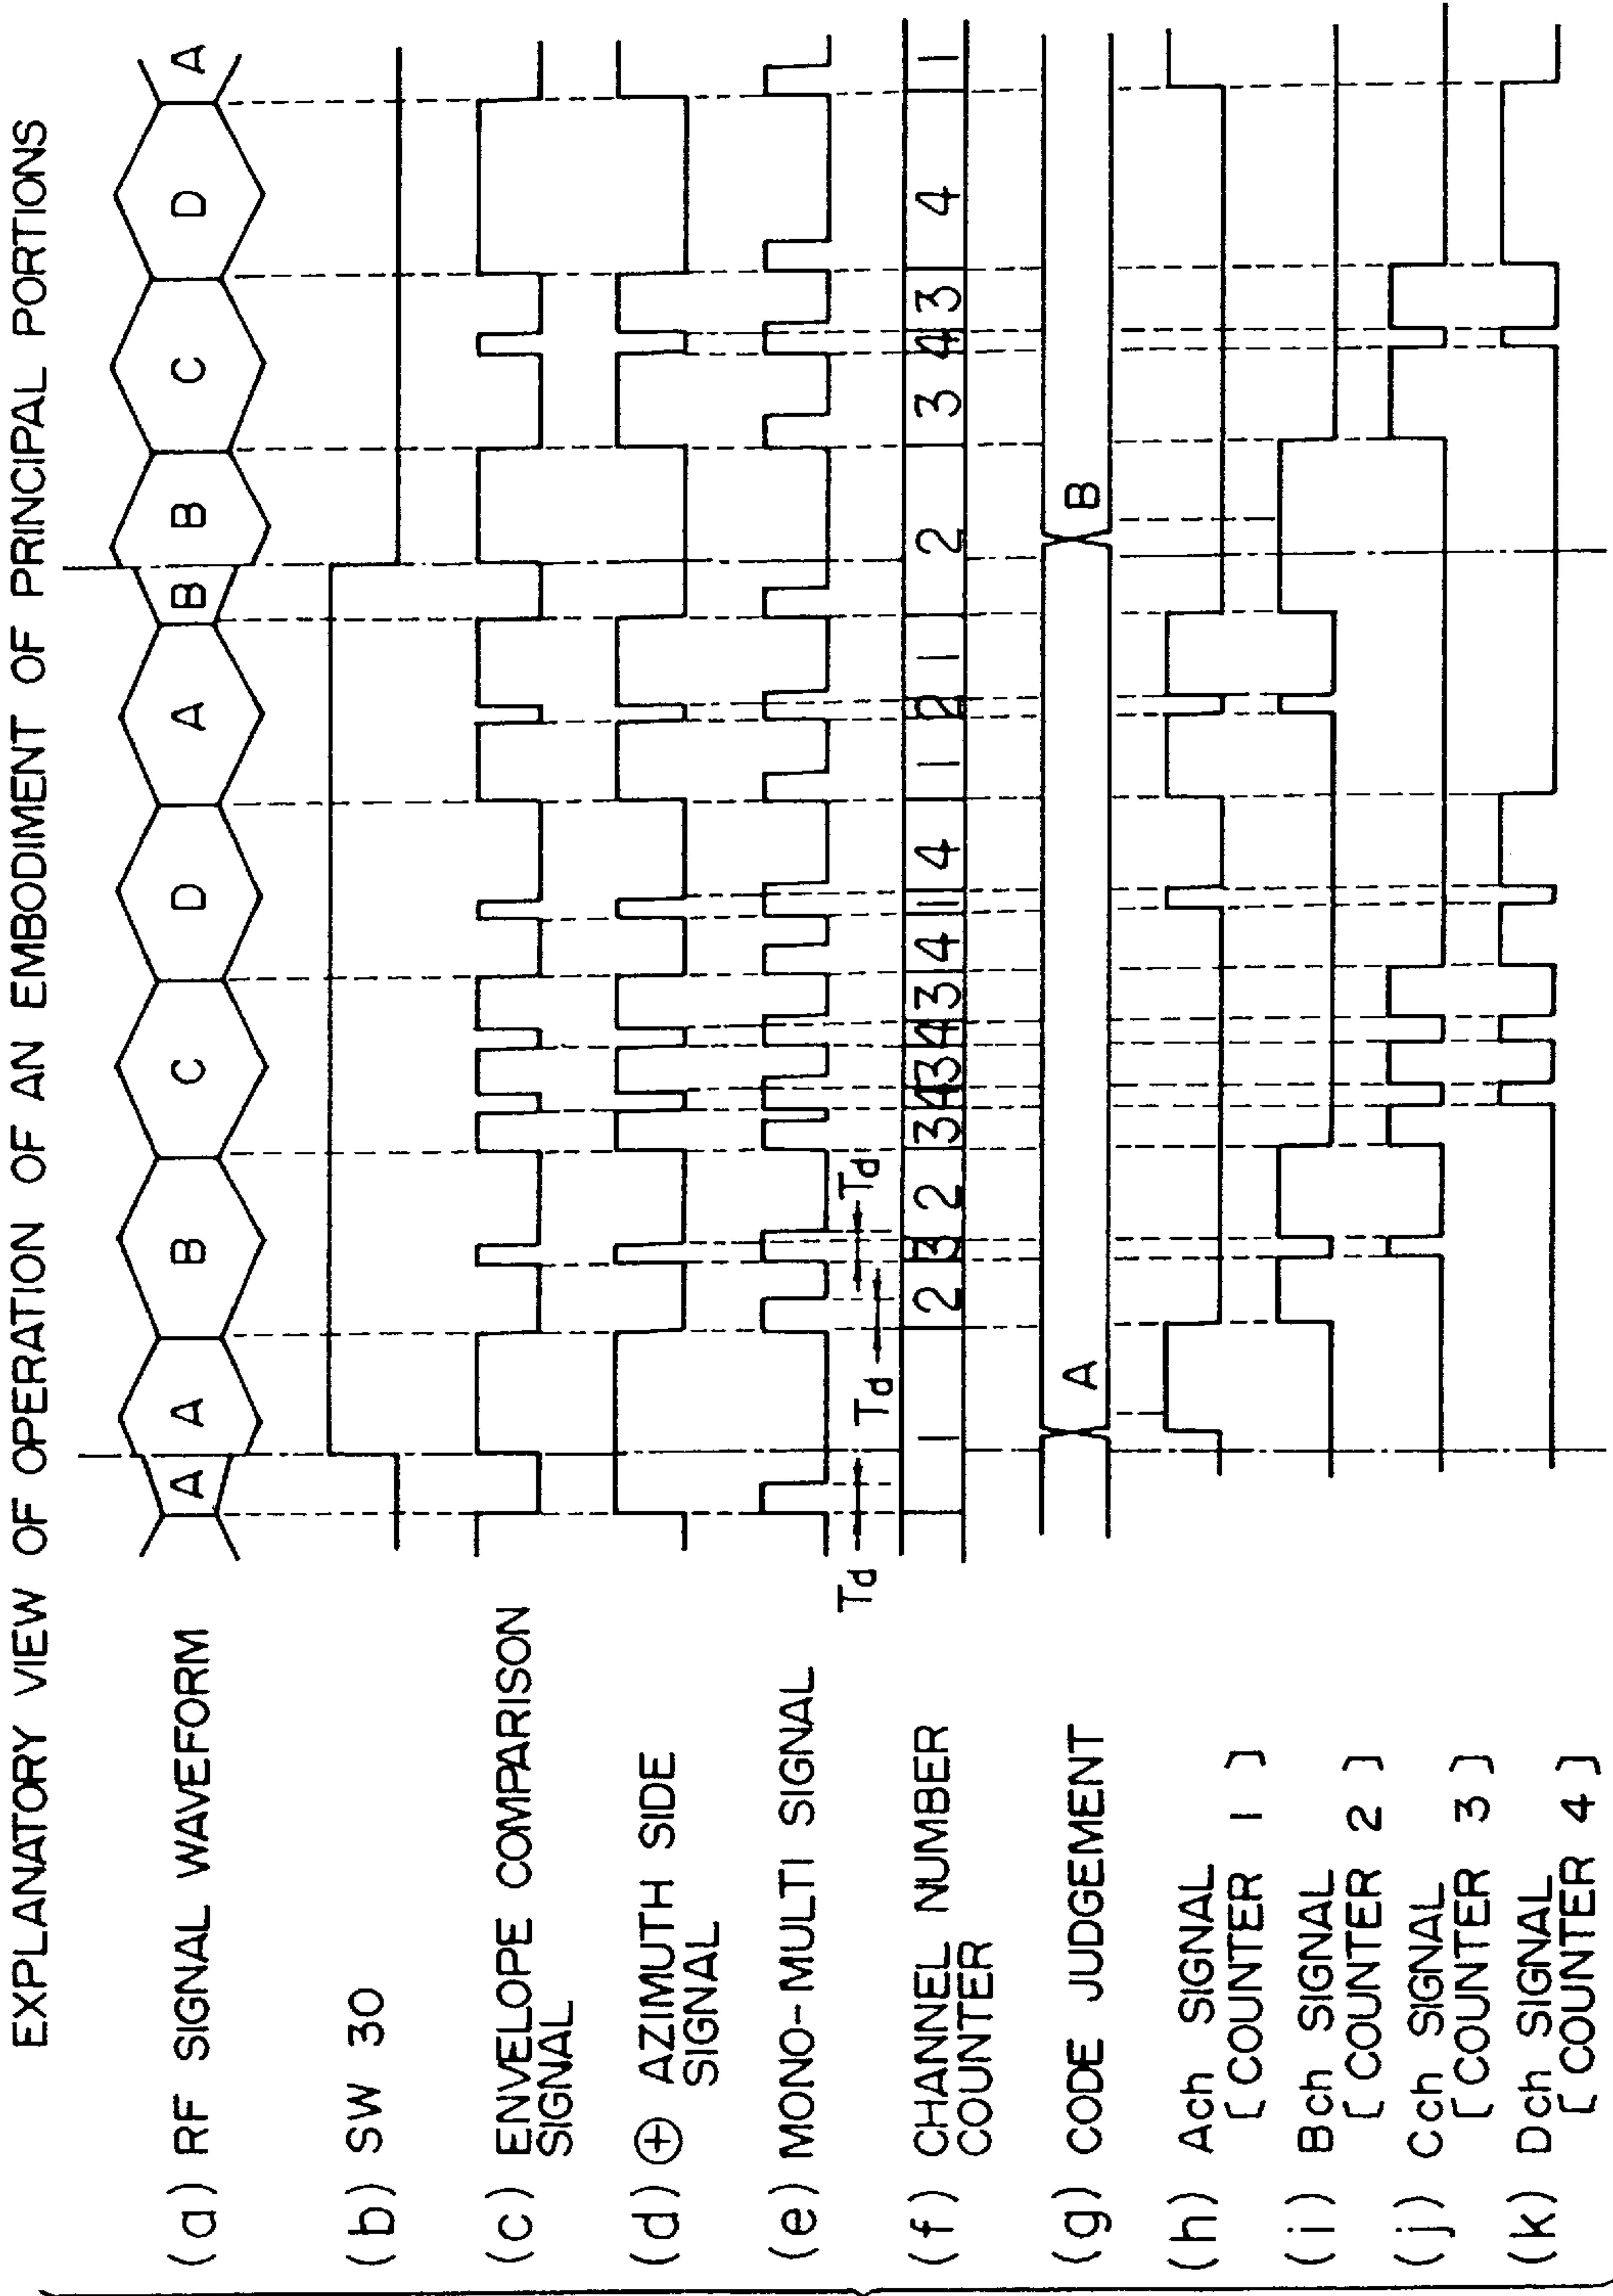 EXPLANATORY VIEW OF OPERATION OF AN EMBODIMENT OF PRINCIPAL PORTIONS
(a) RF SIGNAL WAVEFORM
A A B C D A B B C D A
(b) SW 30
(c) ENVELOPE COMPARISON
SIGNAL
(d) ⊕ AZIMUTH SIDE
SIGNAL
(e) MONO-MULTI SIGNAL
Td Td Td
(f) CHANNEL NUMBER
COUNTER
1 2 3 2 3 4 3 4 3 4 1 4 1 2 1 2 3 4 3 4 1
(g) CODE JUDGEMENT
A B
(h) Ach SIGNAL
[ COUNTER 1 ]
(i) Bch SIGNAL
[ COUNTER 2 ]
(j) Cch SIGNAL
[ COUNTER 3 ]
(k) Dch SIGNAL
[ COUNTER 4 ]